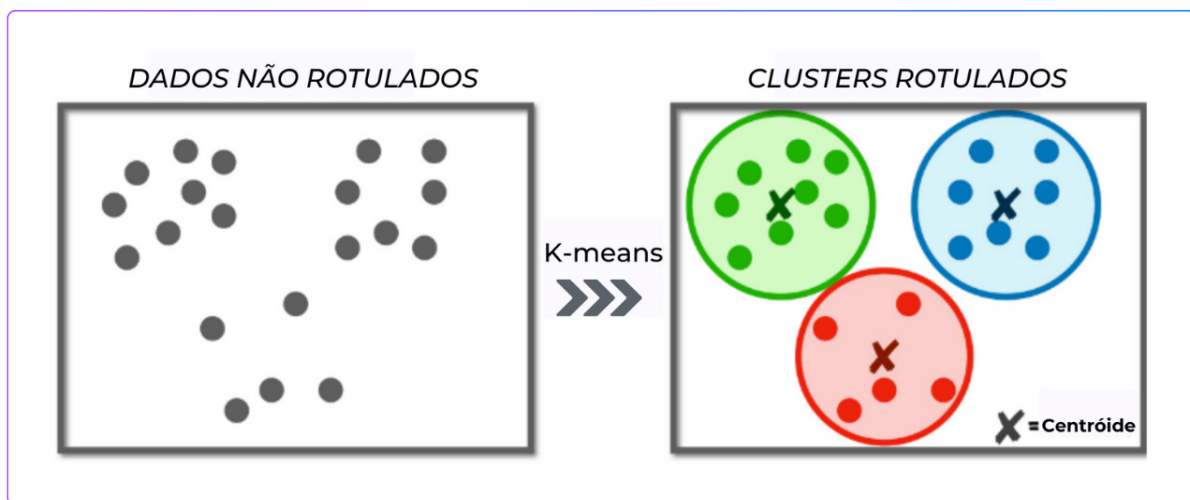 DADOS NÃO ROTULADOS
CLUSTERS ROTULADOS
K-means
= Centróide